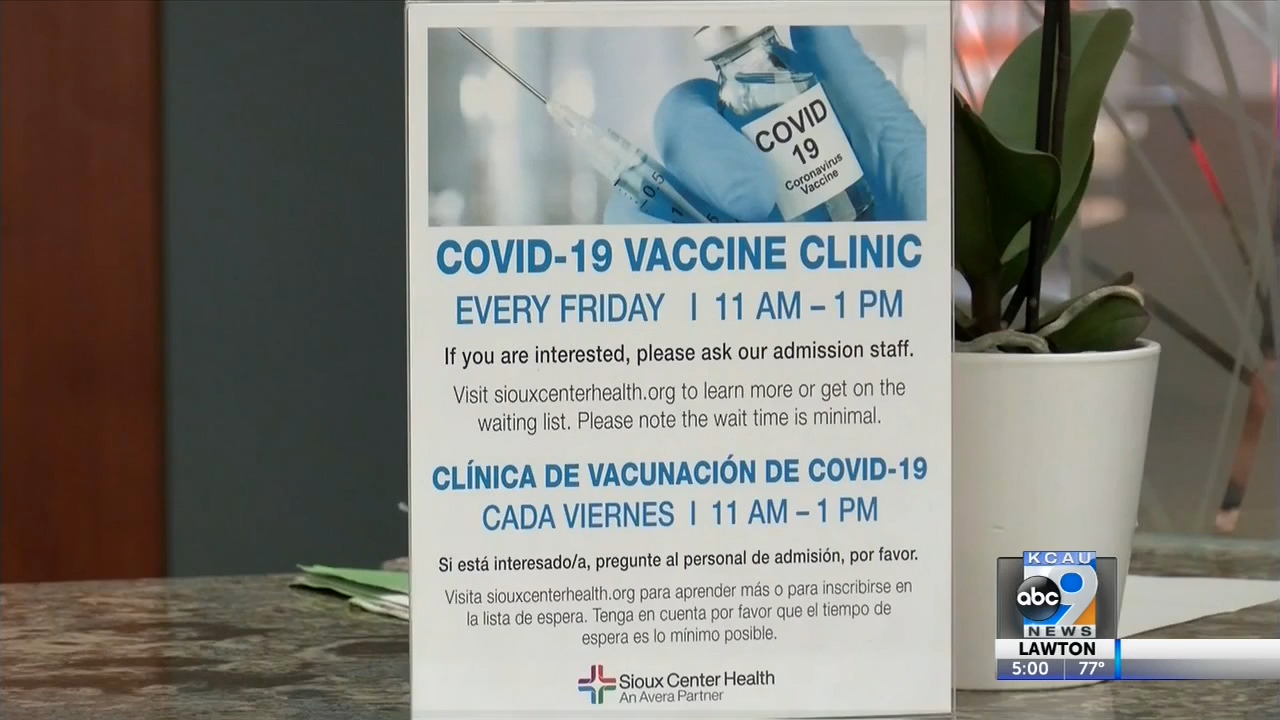 COVID
19
Coronavirus
Vaccine
0.5
1
COVID-19 VACCINE CLINIC
EVERY FRIDAY | 11 AM – 1 PM
If you are interested, please ask our admission staff.
Visit siouxcenterhealth.org to learn more or get on the
waiting list. Please note the wait time is minimal.
CLÍNICA DE VACUNACIÓN DE COVID-19
CADA VIERNES | 11 AM – 1 PM
Si está interesado/a, pregunte al personal de admisión, por favor.
Visita siouxcenterhealth.org para aprender más o para inscribirse en
la lista de espera. Tenga en cuenta por favor que el tiempo de
espera es lo mínimo posible.
Sioux Center Health
An Avera Partner
KCAU
abc 9
NEWS
LAWTON
5:00 77°